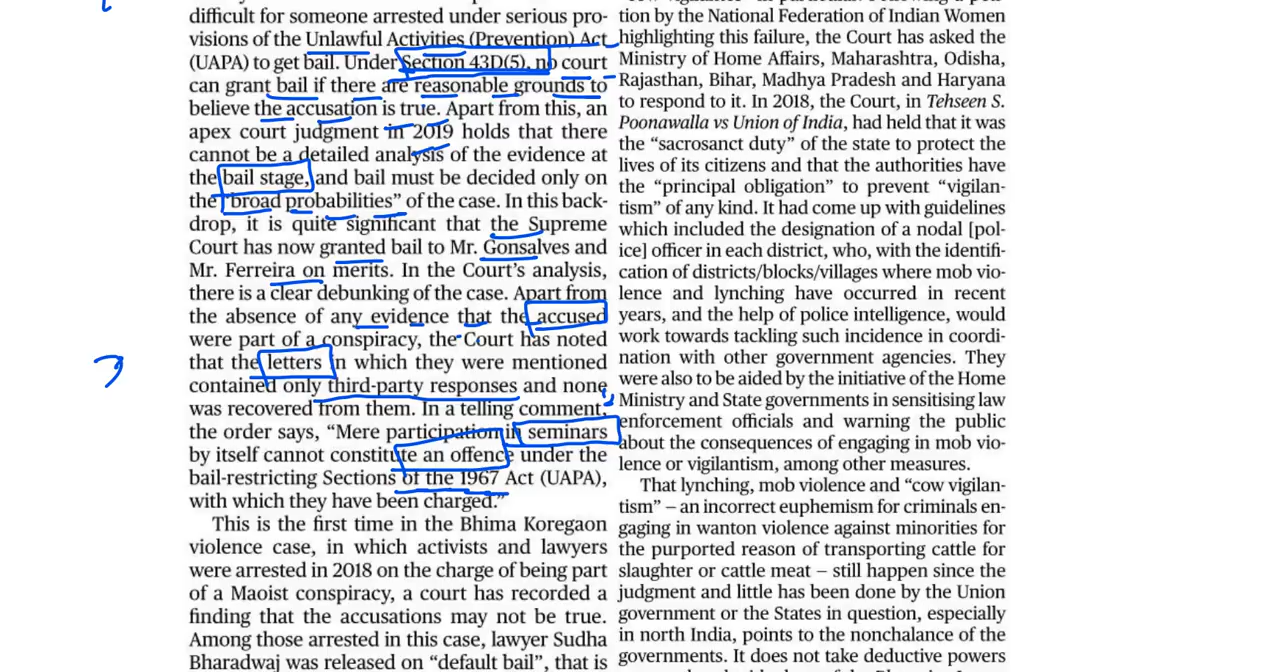 difficult for someone arrested under serious pro-
visions of the Unlawful Activities (Prevention) Act
(UAPA) to get bail. Under Section 43D(5), no court
can grant bail if there are reasonable grounds to
believe the accusation is true. Apart from this, an
apex court judgment in 2019 holds that there
cannot be a detailed analysis of the evidence at
the bail stage, and bail must be decided only on
the “broad probabilities” of the case. In this back-
drop, it is quite significant that the Supreme
Court has now granted bail to Mr. Gonsalves and
Mr. Ferreira on merits. In the Court’s analysis,
there is a clear debunking of the case. Apart from
the absence of any evidence that the accused
were part of a conspiracy, the Court has noted
that the letters in which they were mentioned
contained only third-party responses and none
was recovered from them. In a telling comment,
the order says, “Mere participation in seminars
by itself cannot constitute an offence under the
bail-restricting Sections of the 1967 Act (UAPA),
with which they have been charged.”
This is the first time in the Bhima Koregaon
violence case, in which activists and lawyers
were arrested in 2018 on the charge of being part
of a Maoist conspiracy, a court has recorded a
finding that the accusations may not be true.
Among those arrested in this case, lawyer Sudha
Bharadwaj was released on “default bail”, that is
tion by the National Federation of Indian Women
highlighting this failure, the Court has asked the
Ministry of Home Affairs, Maharashtra, Odisha,
Rajasthan, Bihar, Madhya Pradesh and Haryana
to respond to it. In 2018, the Court, in Tehseen S.
Poonawalla vs Union of India, had held that it was
the “sacrosanct duty” of the state to protect the
lives of its citizens and that the authorities have
the “principal obligation” to prevent “vigilan-
tism” of any kind. It had come up with guidelines
which included the designation of a nodal [pol-
ice] officer in each district, who, with the identifi-
cation of districts/blocks/villages where mob vio-
lence and lynching have occurred in recent
years, and the help of police intelligence, would
work towards tackling such incidence in coordi-
nation with other government agencies. They
were also to be aided by the initiative of the Home
Ministry and State governments in sensitising law
enforcement officials and warning the public
about the consequences of engaging in mob vio-
lence or vigilantism, among other measures.
That lynching, mob violence and “cow vigilan-
tism” – an incorrect euphemism for criminals en-
gaging in wanton violence against minorities for
the purported reason of transporting cattle for
slaughter or cattle meat – still happen since the
judgment and little has been done by the Union
government or the States in question, especially
in north India, points to the nonchalance of the
governments. It does not take deductive powers